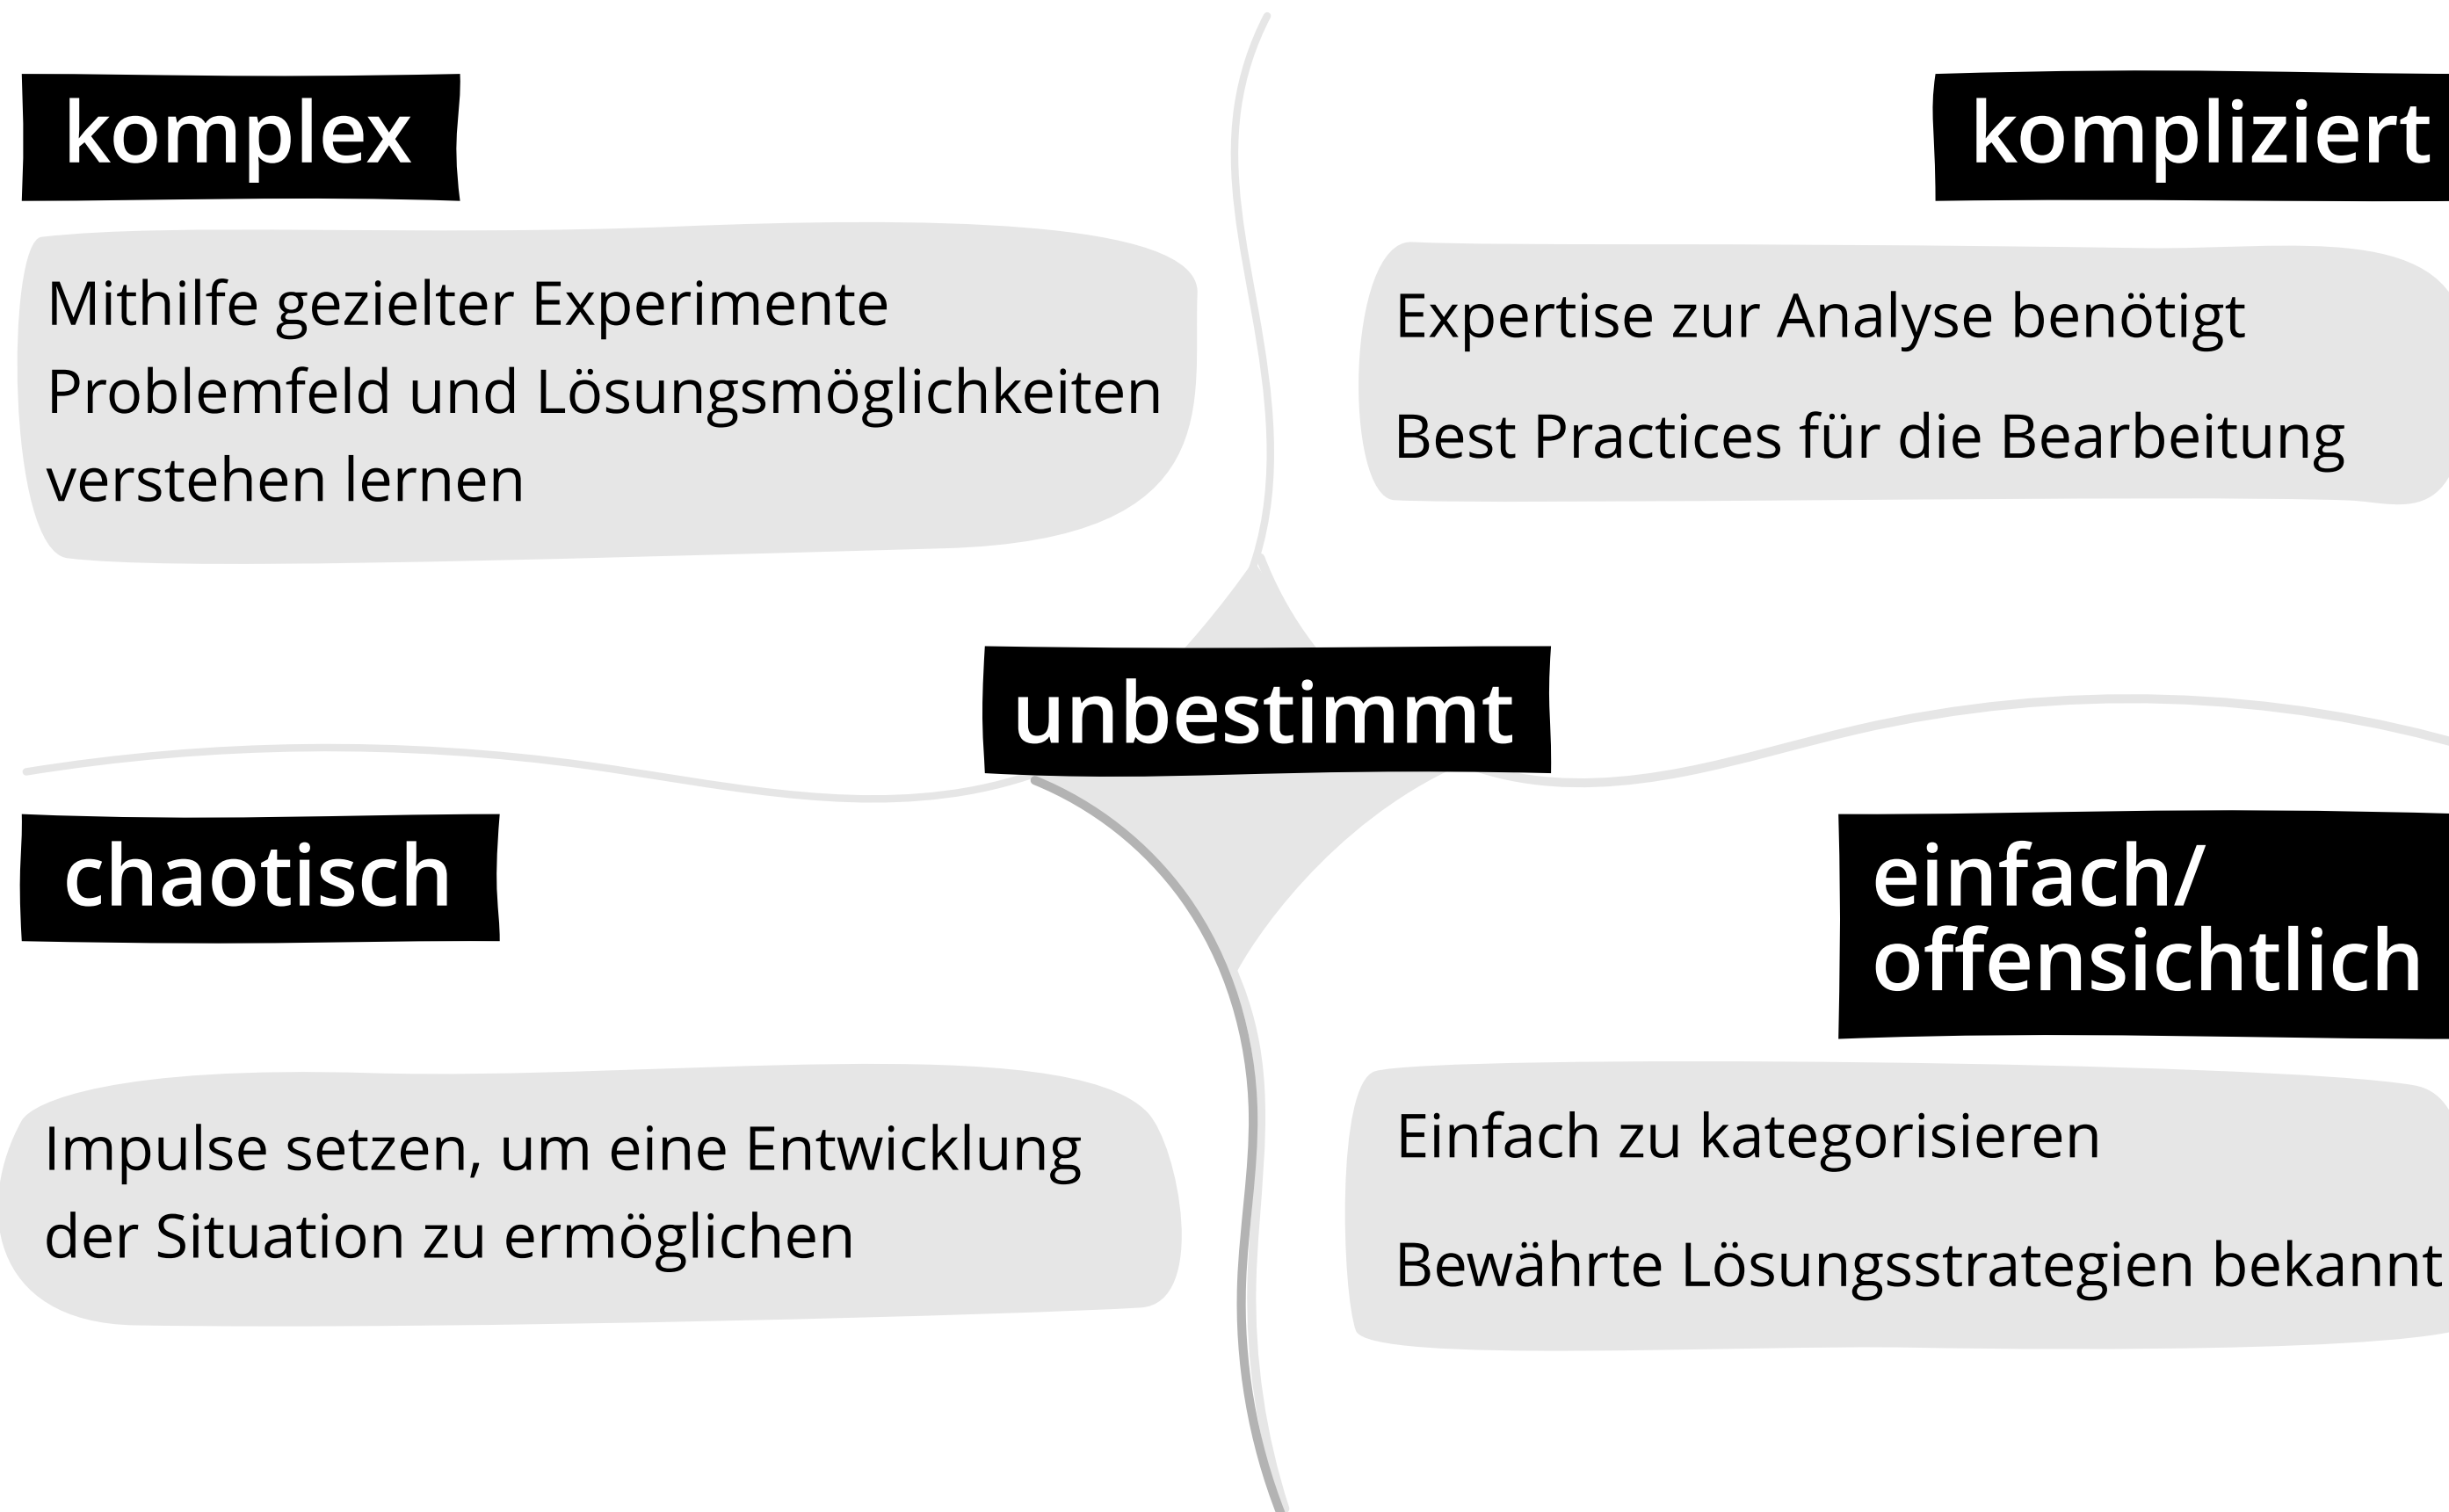 komplex
Mithilfe gezielter Experimente
Problemfeld und Lösungsmöglichkeiten
verstehen lernen
kompliziert
Expertise zur Analyse benötigt
Best Practices für die Bearbeitung
unbestimmt
chaotisch
Impulse setzen, um eine Entwicklung
der Situation zu ermöglichen
einfach/
offensichtlich
Einfach zu kategorisieren
Bewährte Lösungsstrategien bekannt